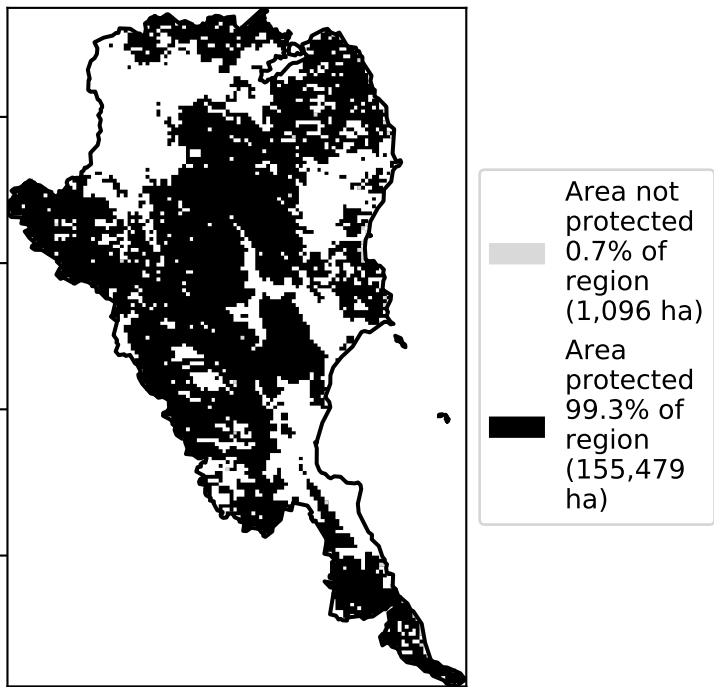 Area not
protected
0.7% of
region
(1,096 ha)
Area
protected
99.3% of
region
(155,479
ha)